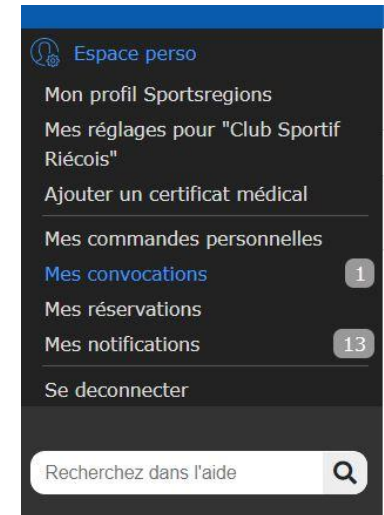 Espace perso
Mon profil Sportsregions
Mes réglages pour "Club Sportif
Riécois"
Ajouter un certificat médical
Mes commandes personnelles
Mes convocations 1
Mes réservations
Mes notifications 13
Se deconnecter
Recherchez dans l'aide